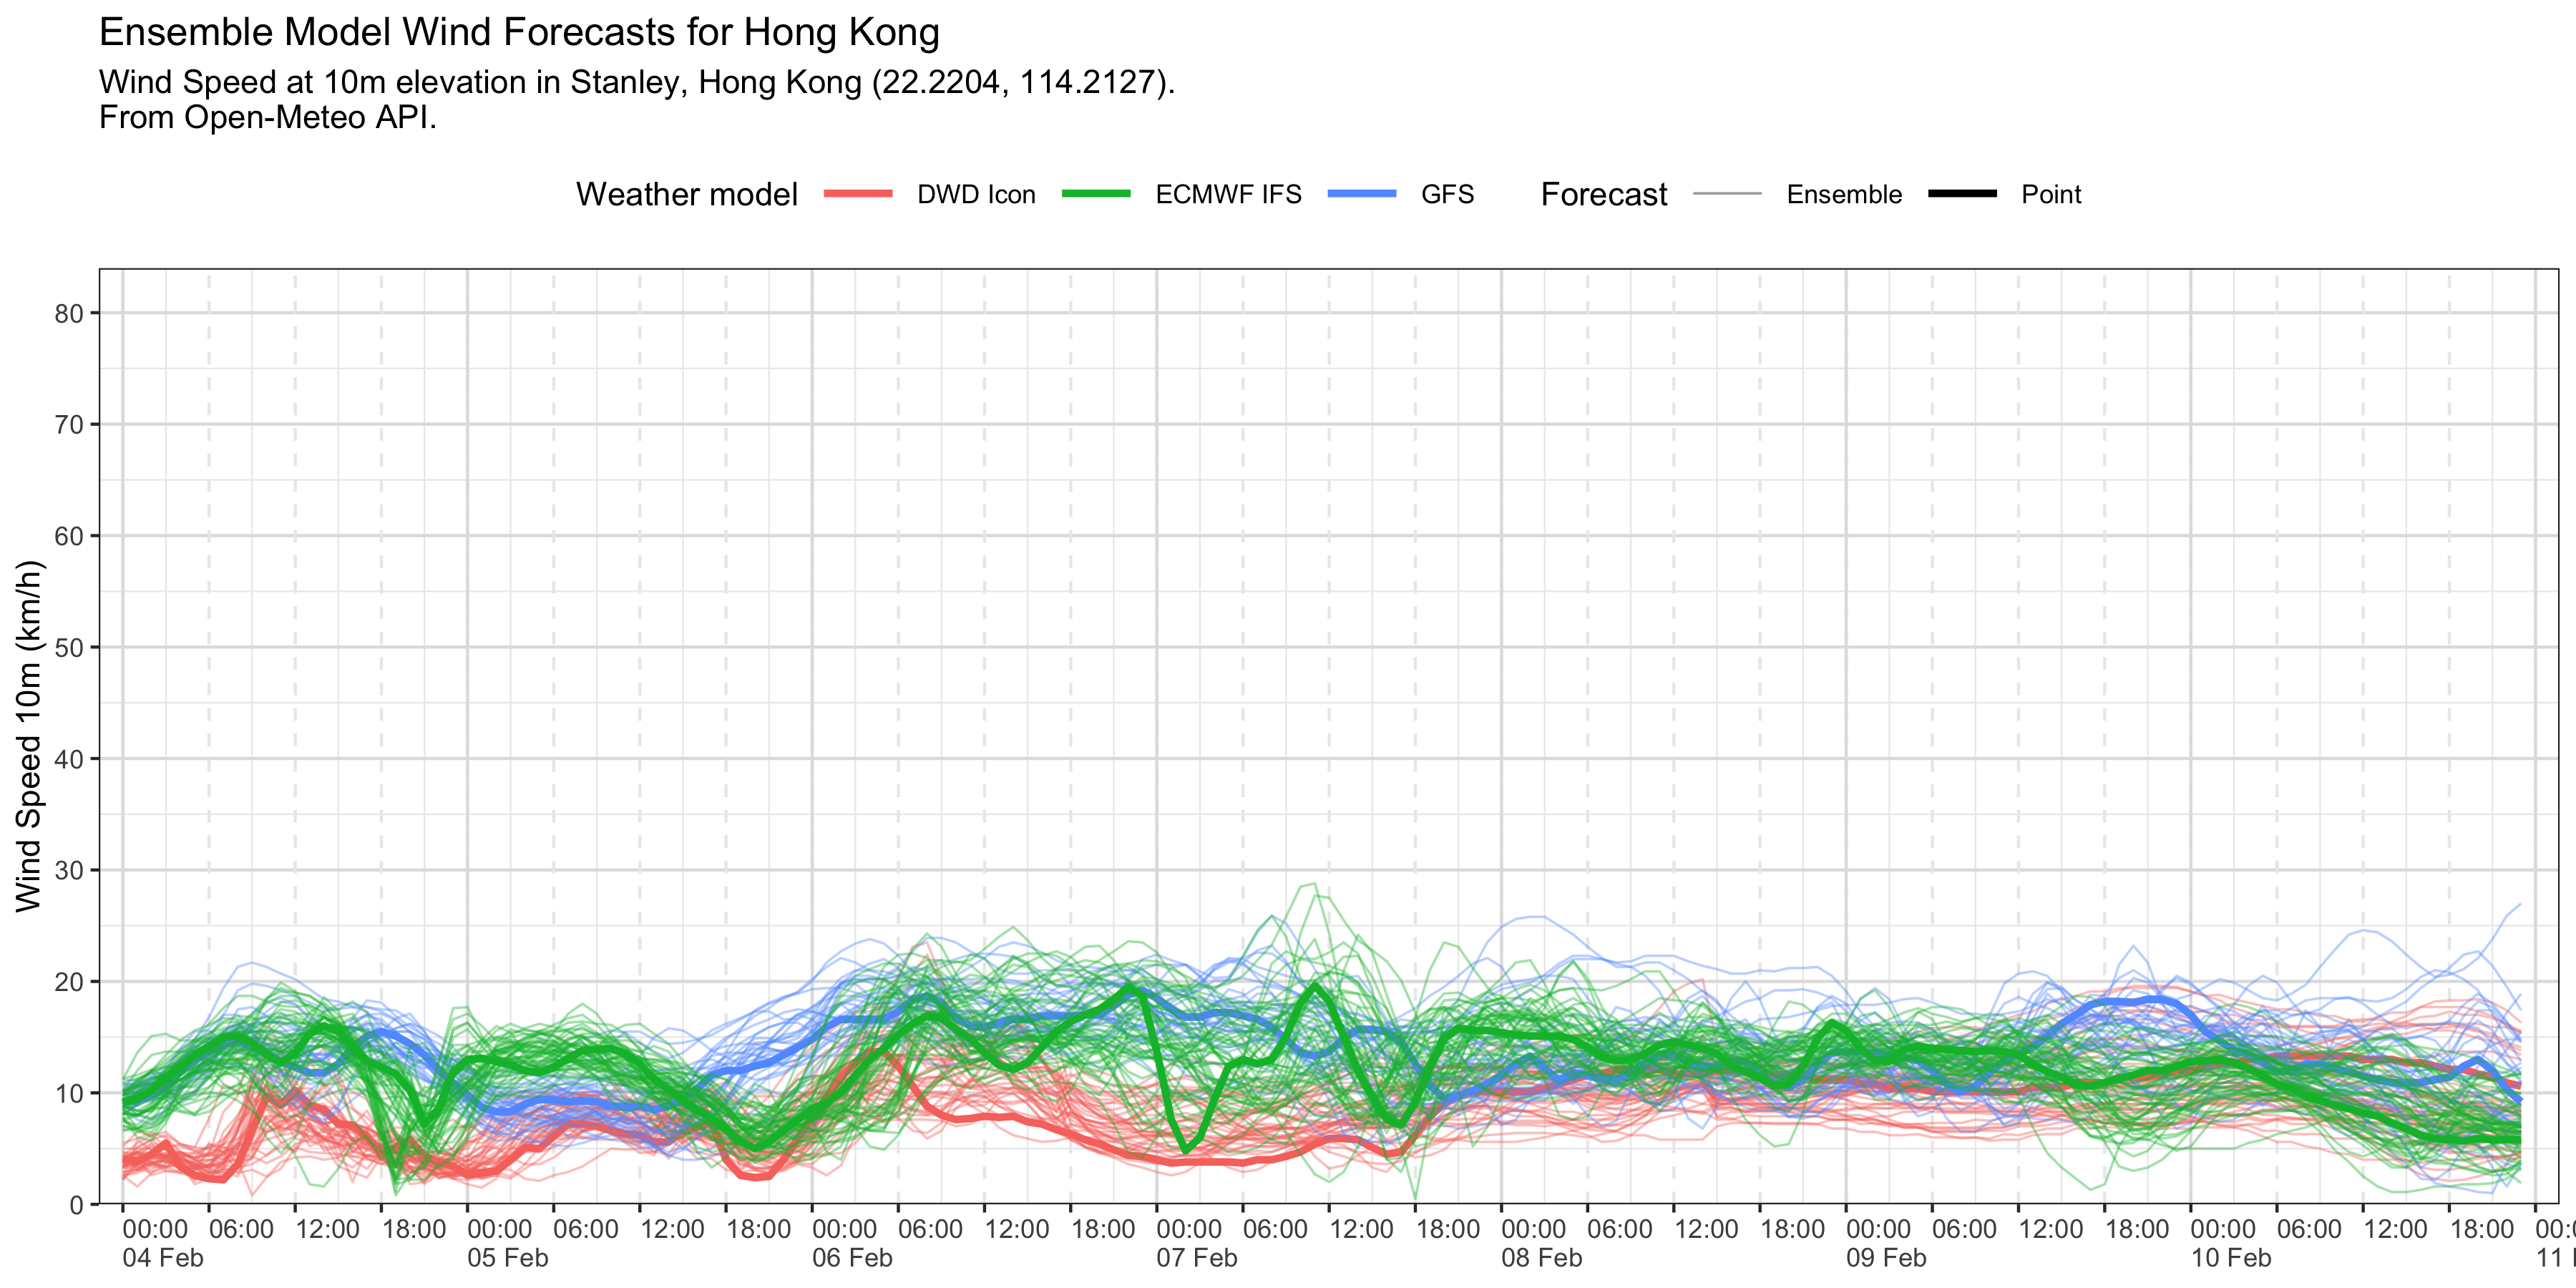 Ensemble Model Wind Forecasts for Hong Kong
Wind Speed at 10m elevation in Stanley, Hong Kong (22.2204, 114.2127).
From Open-Meteo API.
Weather model DWD Icon ECMWF IFS GFS Forecast Ensemble Point
Wind Speed 10m (km/h)
80
70
60
50
40
30
20
10
0
00:00 06:00 12:00 18:00 00:00 06:00 12:00 18:00 00:00 06:00 12:00 18:00 00:00 06:00 12:00 18:00 00:00 06:00 12:00 18:00 00:00 06:00 12:00 18:00 00:00 06:00 12:00 18:00 00:0
04 Feb 05 Feb 06 Feb 07 Feb 08 Feb 09 Feb 10 Feb 11